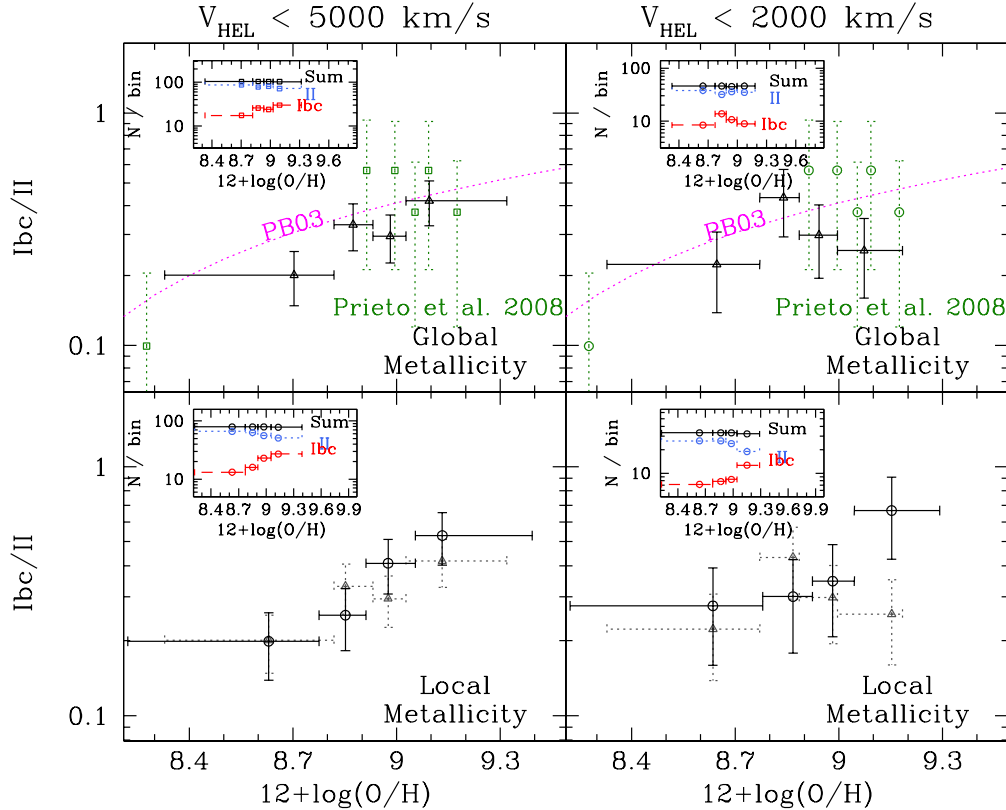 V_HEL < 5000 km/s
V_HEL < 2000 km/s
Ibc/II
1
0.1
N / bin
100
10
Sum
II
Ibc
8.4 8.7 9 9.3 9.6
12+log(O/H)
PB03
Prieto et al. 2008
Global
Metallicity
N / bin
100
10
Sum
II
Ibc
8.4 8.7 9 9.3 9.6
12+log(O/H)
PB03
Prieto et al. 2008
Global
Metallicity
Ibc/II
1
0.1
N / bin
100
10
Sum
II
Ibc
8.4 8.7 9 9.3 9.6 9.9
12+log(O/H)
Local
Metallicity
8.4 8.7 9 9.3
12+log(O/H)
N / bin
10
Sum
II
Ibc
8.4 8.7 9 9.3 9.6 9.9
12+log(O/H)
Local
Metallicity
8.4 8.7 9 9.3
12+log(O/H)